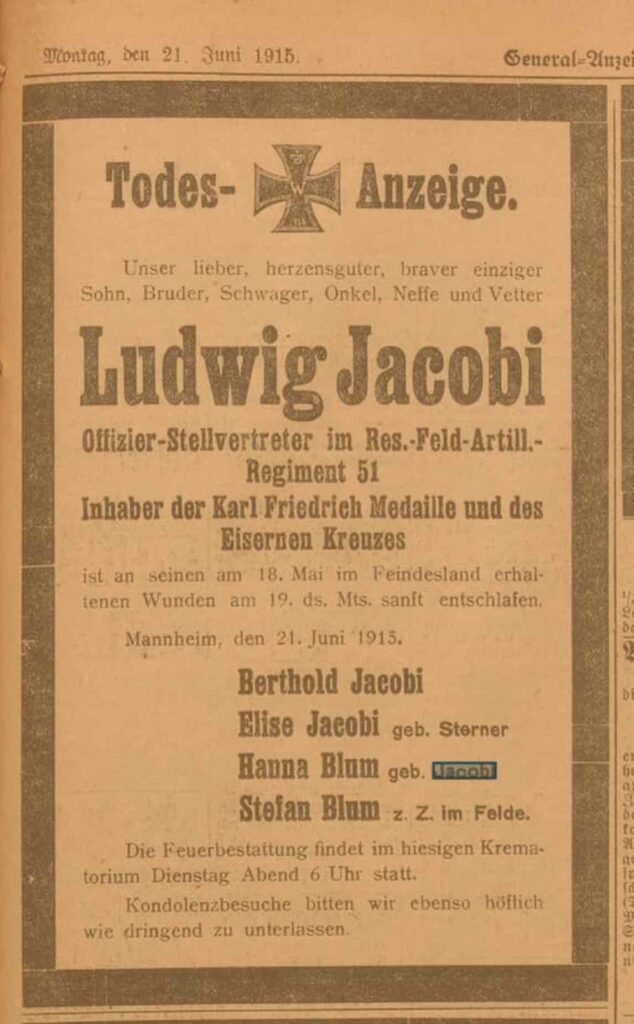 Montag, den 21. Juni 1915.
General-Anzei
Todes- Anzeige.
W
Unser lieber, herzensguter, braver einziger
Sohn, Bruder, Schwager, Onkel, Neffe und Vetter
Ludwig Jacobi
Offizier-Stellvertreter im Res.-Feld-Artill.-
Regiment 51
Inhaber der Karl Friedrich Medaille und des
Eisernen Kreuzes
ist an seinen am 18. Mai im Feindesland erhal-
tenen Wunden am 19. ds. Mts. sanft entschlafen.
Mannheim, den 21. Juni 1915.
Berthold Jacobi
Elise Jacobi geb. Sterner
Hanna Blum geb. Jacobi
Stefan Blum z. Z. im Felde.
Die Feuerbestattung findet im hiesigen Krema-
torium Dienstag Abend 6 Uhr statt.
Kondolenzbesuche bitten wir ebenso höflich
wie dringend zu unterlassen.